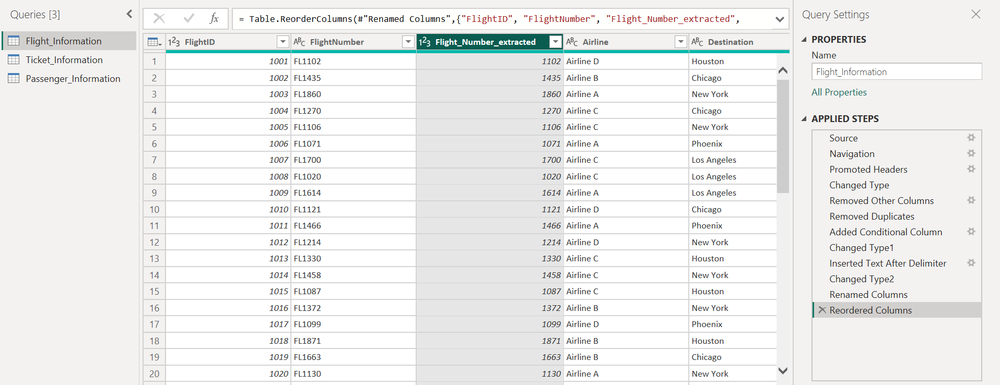 Queries [3]
Flight_Information
Ticket_Information
Passenger_Information
fx = Table.ReorderColumns(#"Renamed Columns",{"FlightID", "FlightNumber", "Flight_Number_extracted",
123 FlightID ABC FlightNumber 123 Flight_Number_extracted ABC Airline ABC Destination
1 1001 FL1102 1102 Airline D Houston
2 1002 FL1435 1435 Airline B Chicago
3 1003 FL1860 1860 Airline A New York
4 1004 FL1270 1270 Airline C Chicago
5 1005 FL1106 1106 Airline C New York
6 1006 FL1071 1071 Airline A Phoenix
7 1007 FL1700 1700 Airline C Los Angeles
8 1008 FL1020 1020 Airline C Los Angeles
9 1009 FL1614 1614 Airline A Los Angeles
10 1010 FL1121 1121 Airline D Chicago
11 1011 FL1466 1466 Airline A Phoenix
12 1012 FL1214 1214 Airline D New York
13 1013 FL1330 1330 Airline C Houston
14 1014 FL1458 1458 Airline C New York
15 1015 FL1087 1087 Airline C Houston
16 1016 FL1372 1372 Airline B New York
17 1017 FL1099 1099 Airline D Phoenix
18 1018 FL1871 1871 Airline B Houston
19 1019 FL1663 1663 Airline B Chicago
20 1020 FL1130 1130 Airline A New York
Query Settings
PROPERTIES
Name
Flight_Information
All Properties
APPLIED STEPS
Source
Navigation
Promoted Headers
Changed Type
Removed Other Columns
Removed Duplicates
Added Conditional Column
Changed Type1
Inserted Text After Delimiter
Changed Type2
Renamed Columns
Reordered Columns